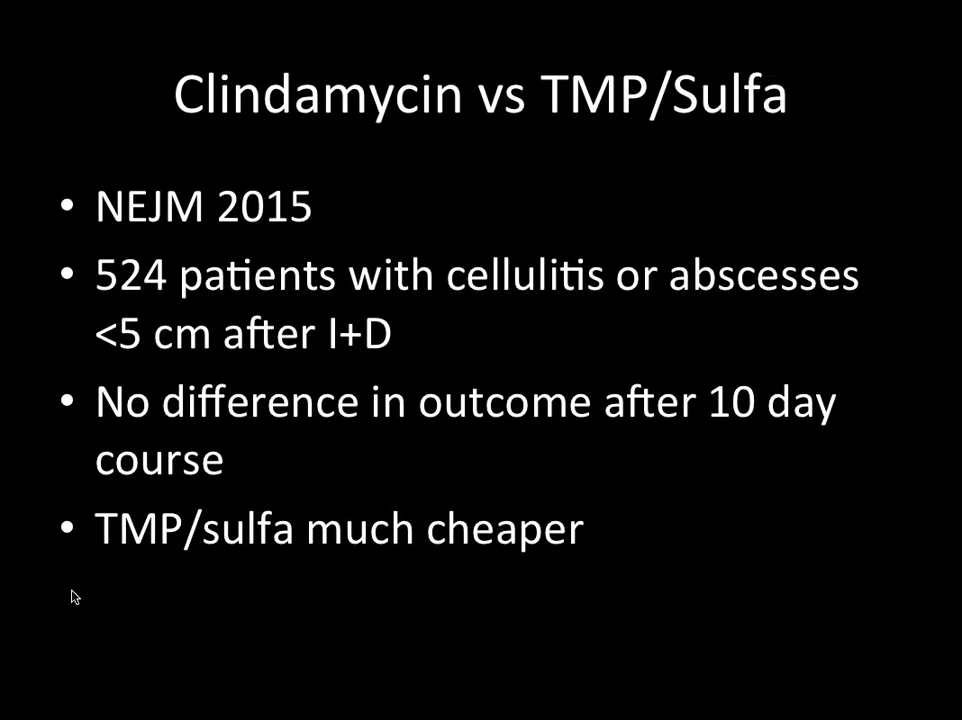 Clindamycin vs TMP/Sulfa
• NEJM 2015
• 524 patients with cellulitis or abscesses
<5 cm after I+D
• No difference in outcome after 10 day
course
• TMP/sulfa much cheaper